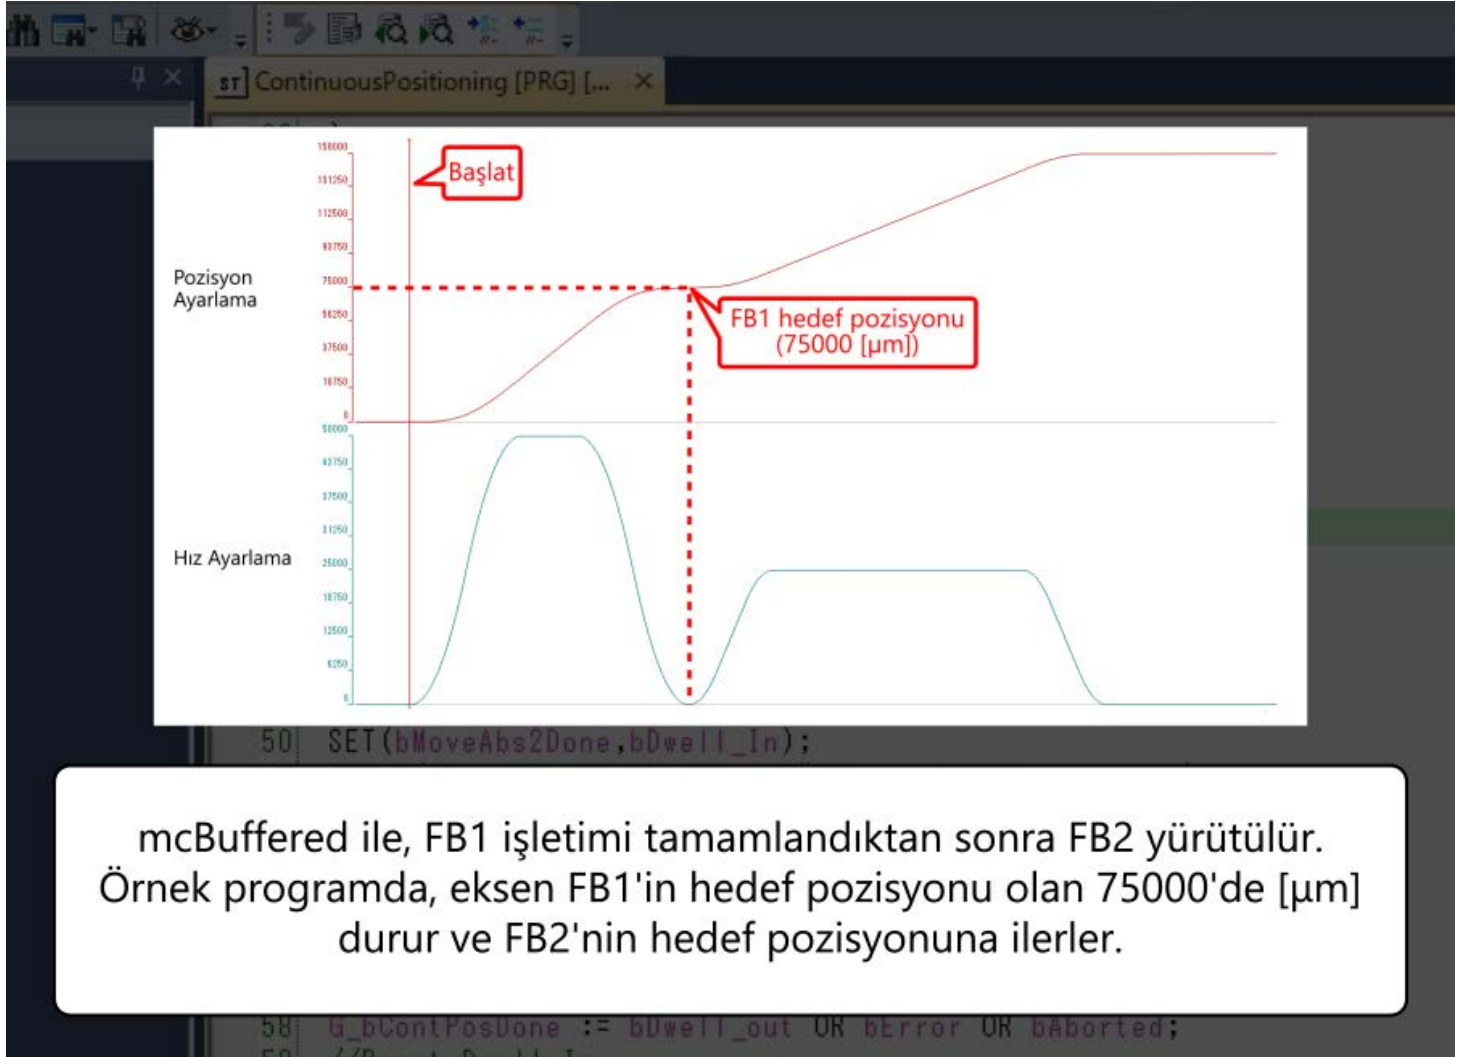 ST ContinuousPositioning [PRG] [...
Başlat
150000
131250
112500
93750
75000
56250
37500
18750
0
Pozisyon
Ayarlama
FB1 hedef pozisyonu
(75000 [µm])
50000
43750
37500
31250
25000
18750
12500
6250
0
Hız Ayarlama
50 SET(bMoveAbs2Done,bDwell_In);
mcBuffered ile, FB1 işletimi tamamlandıktan sonra FB2 yürütülür.
Örnek programda, eksen FB1'in hedef pozisyonu olan 75000'de [µm]
durur ve FB2'nin hedef pozisyonuna ilerler.
58 G_bContPosDone := bDwell_out OR bError OR bAborted;